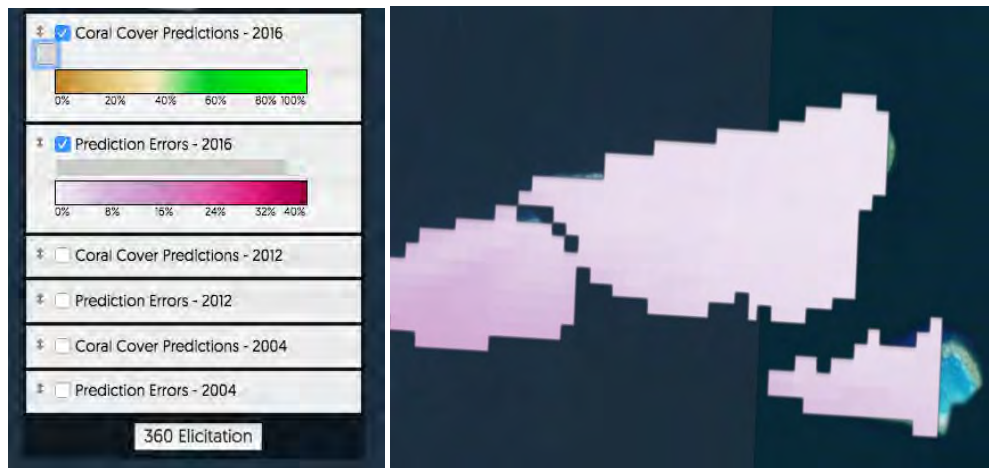 Coral Cover Predictions - 2016
0% 20% 40% 60% 80% 100%
Prediction Errors - 2016
0% 8% 16% 24% 32% 40%
Coral Cover Predictions - 2012
Prediction Errors - 2012
Coral Cover Predictions - 2004
Prediction Errors - 2004
360 Elicitation